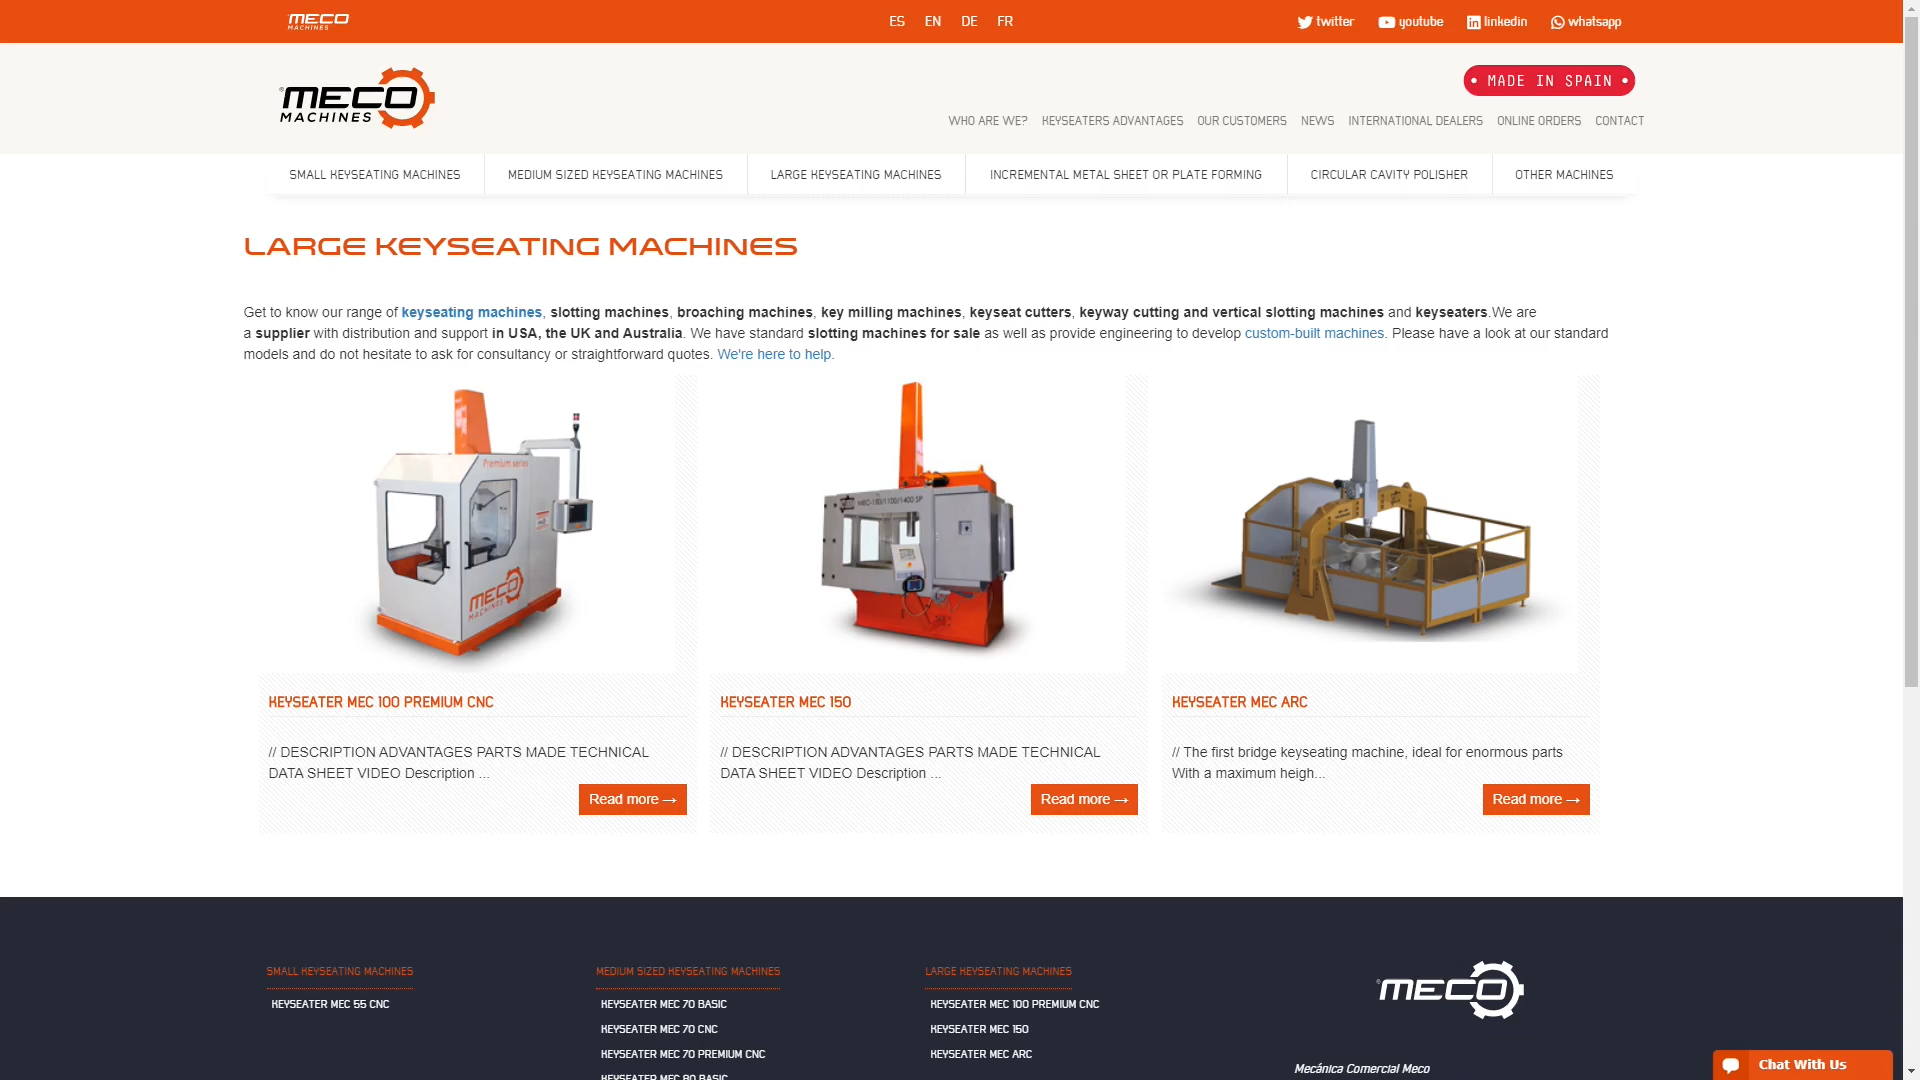 MECO
MACHINES
ES EN DE FR
twitter youtube linkedin whatsapp
MECO
MACHINES
MADE IN SPAIN
WHO ARE WE? KEYSEATERS ADVANTAGES OUR CUSTOMERS NEWS INTERNATIONAL DEALERS ONLINE ORDERS CONTACT
SMALL KEYSEATING MACHINES MEDIUM SIZED KEYSEATING MACHINES LARGE KEYSEATING MACHINES INCREMENTAL METAL SHEET OR PLATE FORMING CIRCULAR CAVITY POLISHER OTHER MACHINES
LARGE KEYSEATING MACHINES
Get to know our range of keyseating machines, slotting machines, broaching machines, key milling machines, keyseat cutters, keyway cutting and vertical slotting machines and keyseaters.We are
a supplier with distribution and support in USA, the UK and Australia. We have standard slotting machines for sale as well as provide engineering to develop custom-built machines. Please have a look at our standard
models and do not hesitate to ask for consultancy or straightforward quotes. We're here to help.
Premium series
MECO
MACHINES
KEYSEATER MEC 100 PREMIUM CNC
// DESCRIPTION ADVANTAGES PARTS MADE TECHNICAL
DATA SHEET VIDEO Description ...
Read more →
MEC-150/1100/1400-SP
KEYSEATER MEC 150
// DESCRIPTION ADVANTAGES PARTS MADE TECHNICAL
DATA SHEET VIDEO Description ...
Read more →
KEYSEATER MEC ARC
// The first bridge keyseating machine, ideal for enormous parts
With a maximum heigh...
Read more →
SMALL KEYSEATING MACHINES
KEYSEATER MEC 55 CNC
MEDIUM SIZED KEYSEATING MACHINES
KEYSEATER MEC 70 BASIC
KEYSEATER MEC 70 CNC
KEYSEATER MEC 70 PREMIUM CNC
KEYSEATER MEC 80 BASIC
LARGE KEYSEATING MACHINES
KEYSEATER MEC 100 PREMIUM CNC
KEYSEATER MEC 150
KEYSEATER MEC ARC
MECO
Mecánica Comercial Meco
Chat With Us